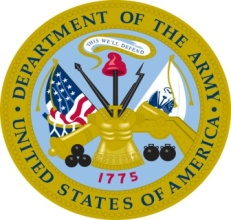 DEPARTMENT OF THE ARMY
THIS WE'LL DEFEND
1775
UNITED STATES OF AMERICA